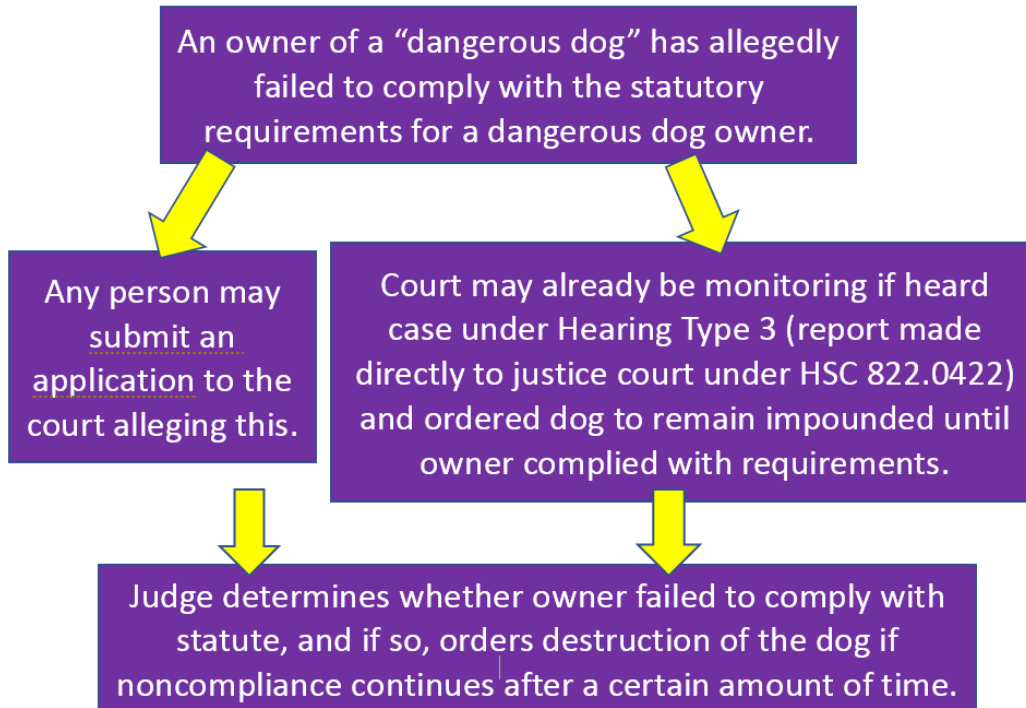 An owner of a “dangerous dog” has allegedly
failed to comply with the statutory
requirements for a dangerous dog owner.
Any person may
submit an
application to the
court alleging this.
Court may already be monitoring if heard
case under Hearing Type 3 (report made
directly to justice court under HSC 822.0422)
and ordered dog to remain impounded until
owner complied with requirements.
Judge determines whether owner failed to comply with
statute, and if so, orders destruction of the dog if
noncompliance continues after a certain amount of time.